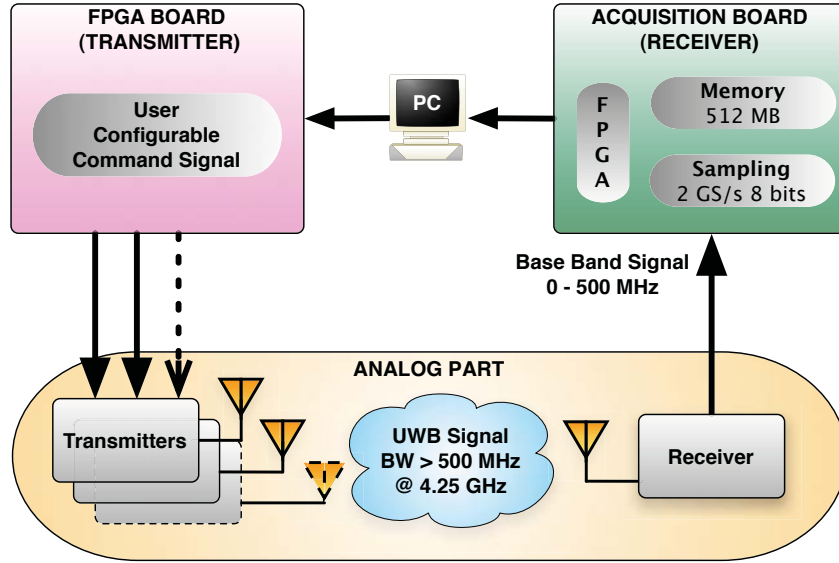 FPGA BOARD
(TRANSMITTER)
User
Configurable
Command Signal
PC
ACQUISITION BOARD
(RECEIVER)
F
P
G
A
Memory
512 MB
Sampling
2 GS/s 8 bits
Base Band Signal
0 - 500 MHz
ANALOG PART
Transmitters
UWB Signal
BW > 500 MHz
@ 4.25 GHz
Receiver